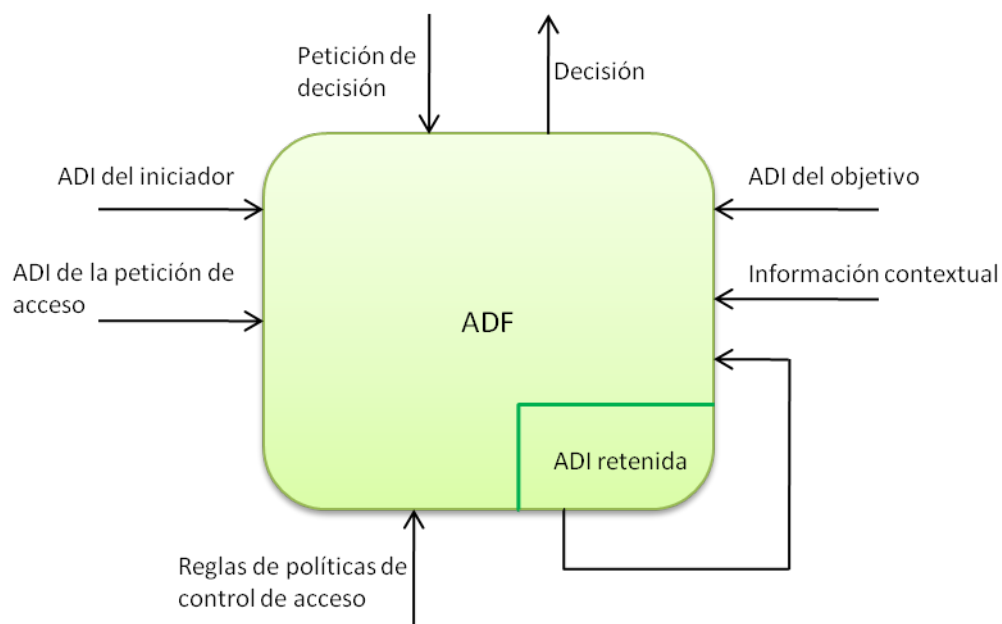 Petición de
decisión
Decisión
ADI del iniciador
ADI del objetivo
ADI de la petición de
acceso
Información contextual
ADF
ADI retenida
Reglas de políticas de
control de acceso